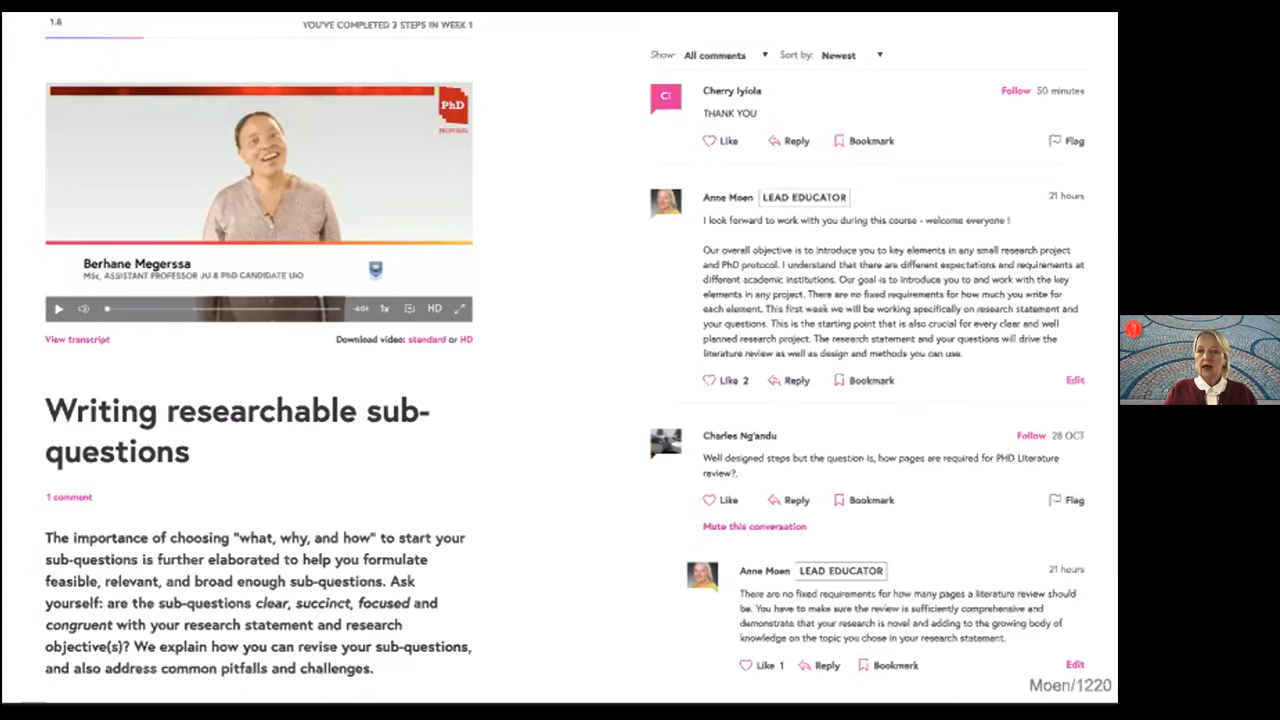 1.6
YOU'VE COMPLETED 3 STEPS IN WEEK 1
PhD
PROPOSAL
Berhane Megerssa
MSc, ASSISTANT PROFESSOR JU & PhD CANDIDATE UiO
-4:04
1x
HD
View transcript
Download video: standard or HD
Writing researchable sub-
questions
1 comment
The importance of choosing "what, why, and how" to start your
sub-questions is further elaborated to help you formulate
feasible, relevant, and broad enough sub-questions. Ask
yourself: are the sub-questions clear, succinct, focused and
congruent with your research statement and research
objective(s)? We explain how you can revise your sub-questions,
and also address common pitfalls and challenges.
Show: All comments Sort by: Newest
CI
Cherry Iyiola
Follow 50 minutes
THANK YOU
Like Reply Bookmark Flag
Anne Moen LEAD EDUCATOR
21 hours
I look forward to work with you during this course - welcome everyone !
Our overall objective is to introduce you to key elements in any small research project
and PhD protocol. I understand that there are different expectations and requirements at
different academic institutions. Our goal is to introduce you to and work with the key
elements in any project. There are no fixed requirements for how much you write for
each element. This first week we will be working specifically on research statement and
your questions. This is the starting point that is also crucial for every clear and well
planned research project. The research statement and your questions will drive the
literature review as well as design and methods you can use.
Like 2 Reply Bookmark Edit
Charles Ng'andu
Follow 28 OCT
Well designed steps but the question is, how pages are required for PHD Literature
review?.
Like Reply Bookmark Flag
Mute this conversation
Anne Moen LEAD EDUCATOR
21 hours
There are no fixed requirements for how many pages a literature review should
be. You have to make sure the review is sufficiently comprehensive and
demonstrate that your research is novel and adding to the growing body of
knowledge on the topic you chose in your research statement.
Like 1 Reply Bookmark Edit
Moen/1220